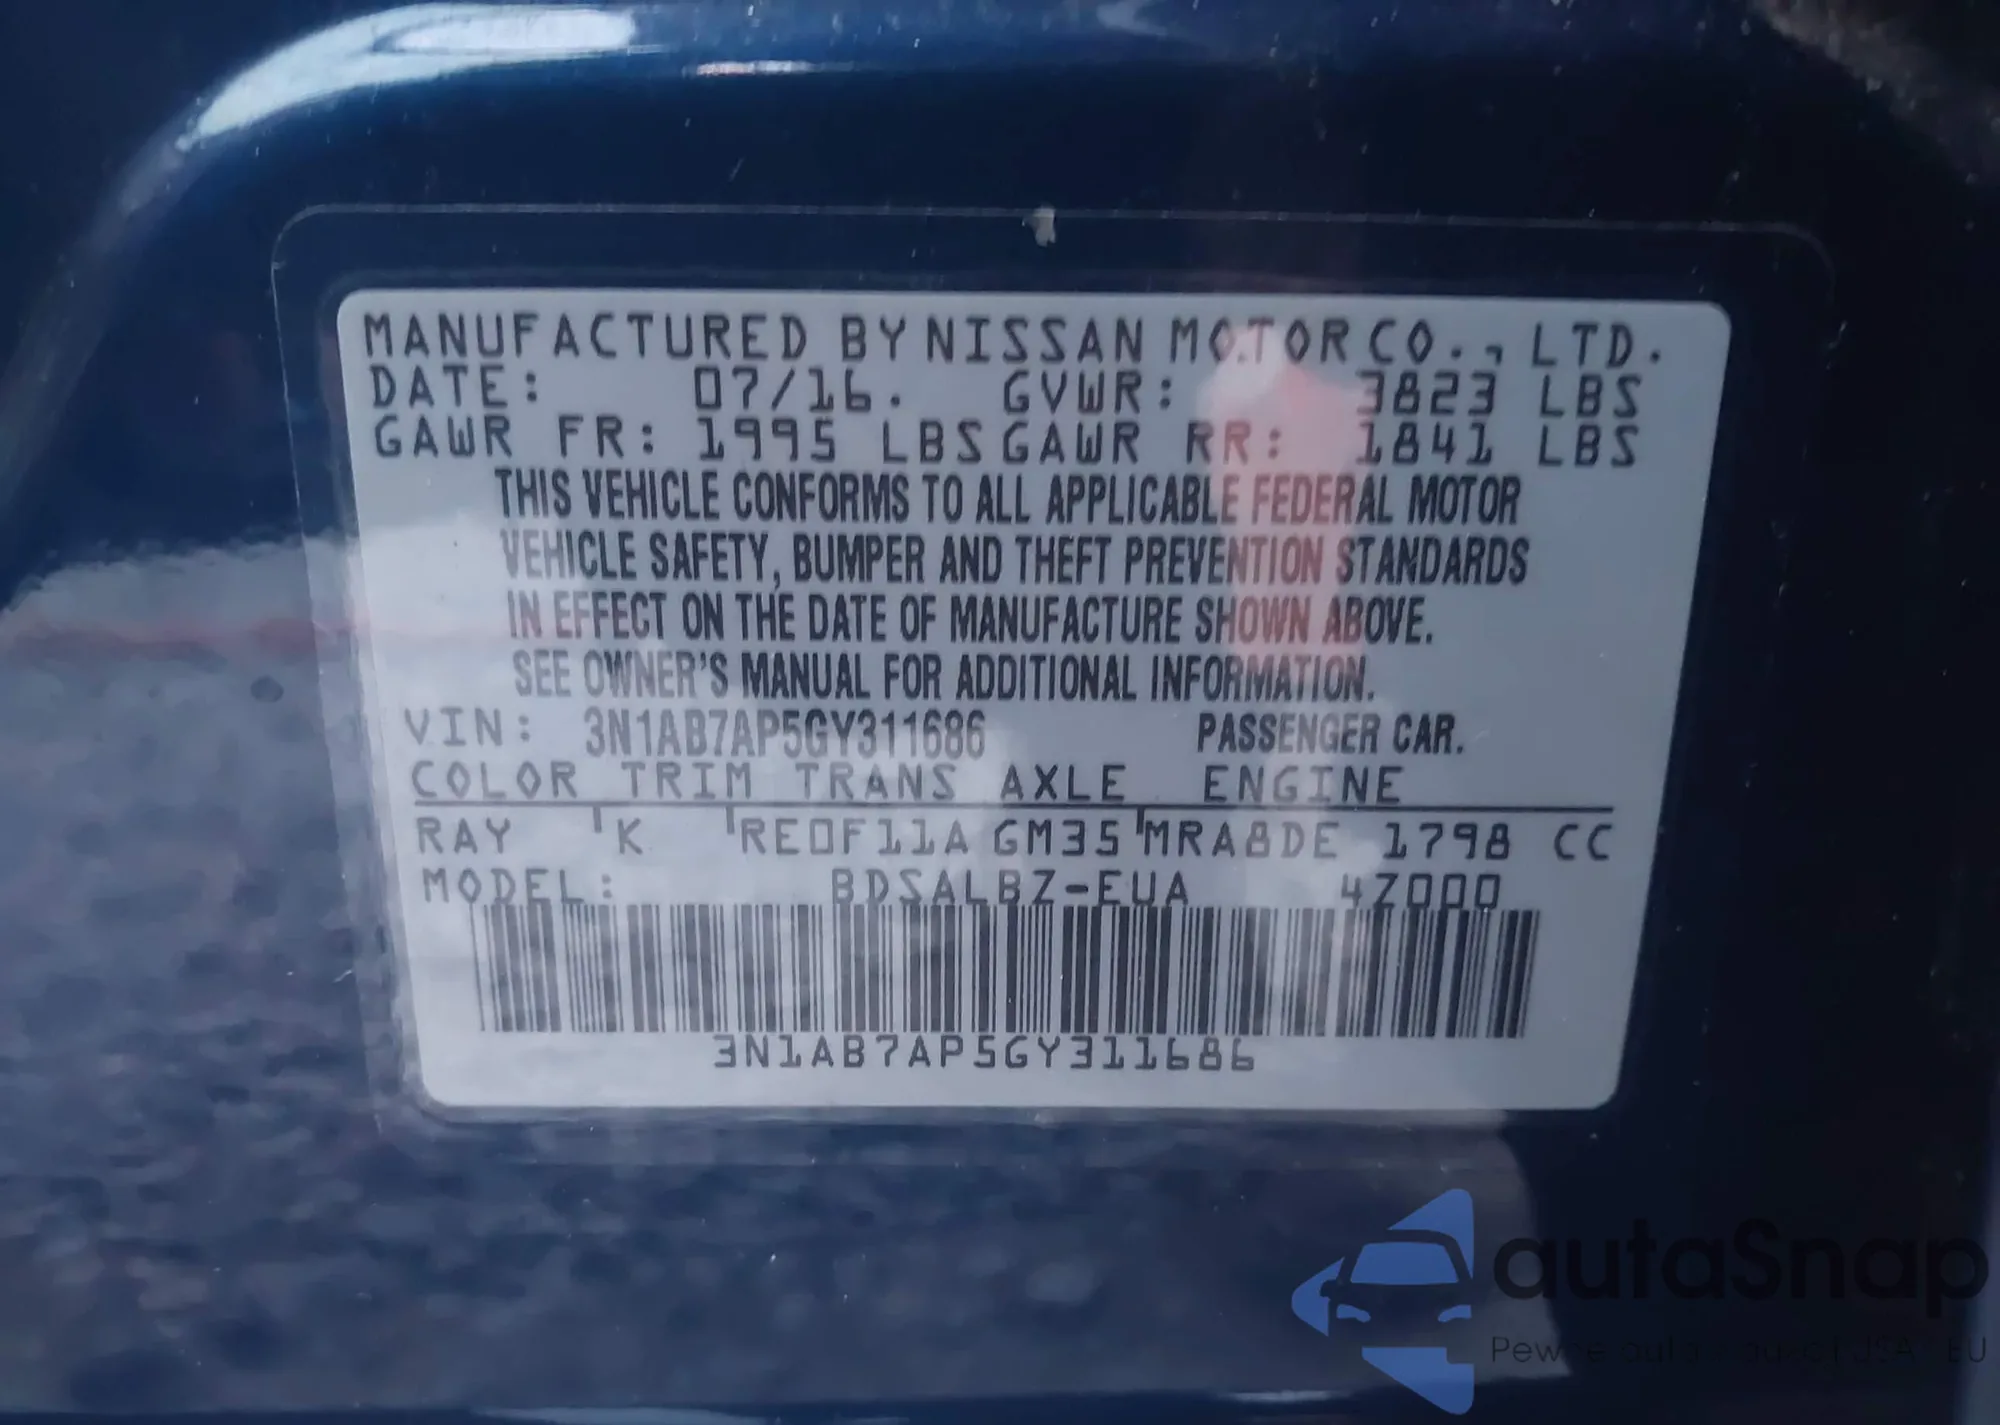 MANUFACTURED BY NISSAN MOTOR CO., LTD.
DATE: 07/16. GVWR: 3823 LBS
GAWR FR: 1995 LBS GAWR RR: 1841 LBS
THIS VEHICLE CONFORMS TO ALL APPLICABLE FEDERAL MOTOR
VEHICLE SAFETY, BUMPER AND THEFT PREVENTION STANDARDS
IN EFFECT ON THE DATE OF MANUFACTURE SHOWN ABOVE.
SEE OWNER'S MANUAL FOR ADDITIONAL INFORMATION.
VIN: 3N1AB7AP5GY311686 PASSENGER CAR.
COLOR TRIM TRANS AXLE ENGINE
RAY K RE0F11A GM35 MRA8DE 1798 CC
MODEL: BDSALBZ-EUA 4Z000
3N1AB7AP5GY311686
autaSnap
EU